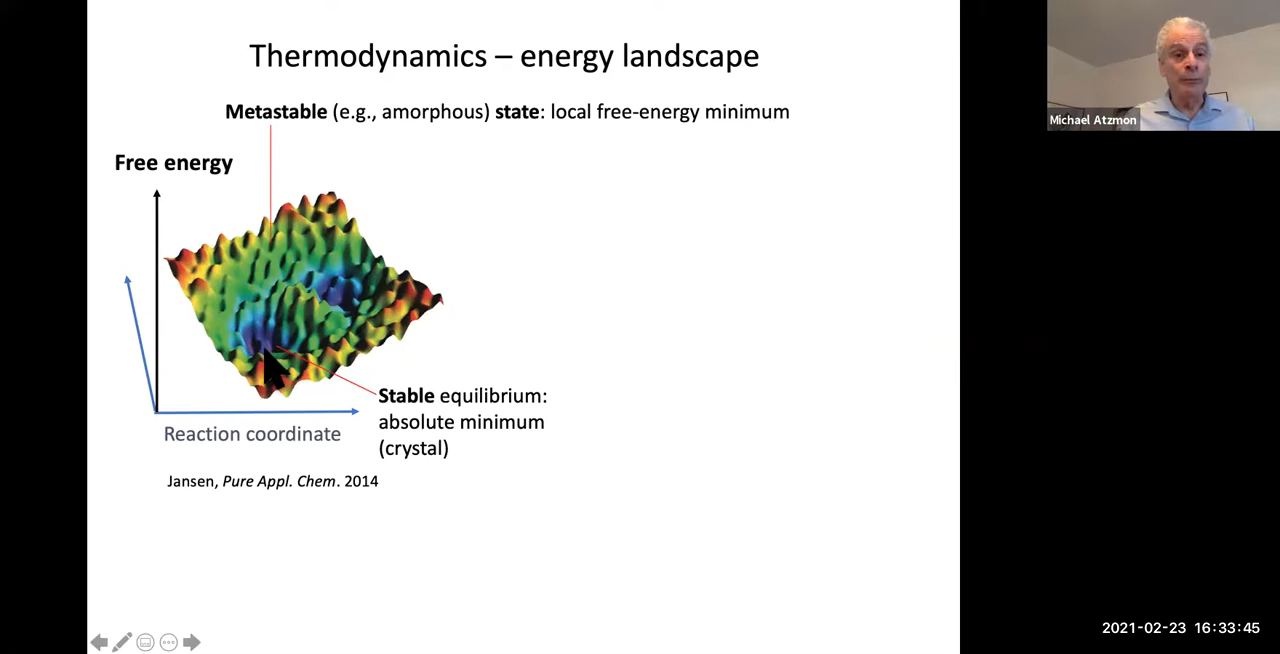 Thermodynamics – energy landscape
Metastable (e.g., amorphous) state: local free-energy minimum
Free energy
Stable equilibrium:
absolute minimum
(crystal)
Reaction coordinate
Jansen, Pure Appl. Chem. 2014
Michael Atzmon
2021-02-23 16:33:45